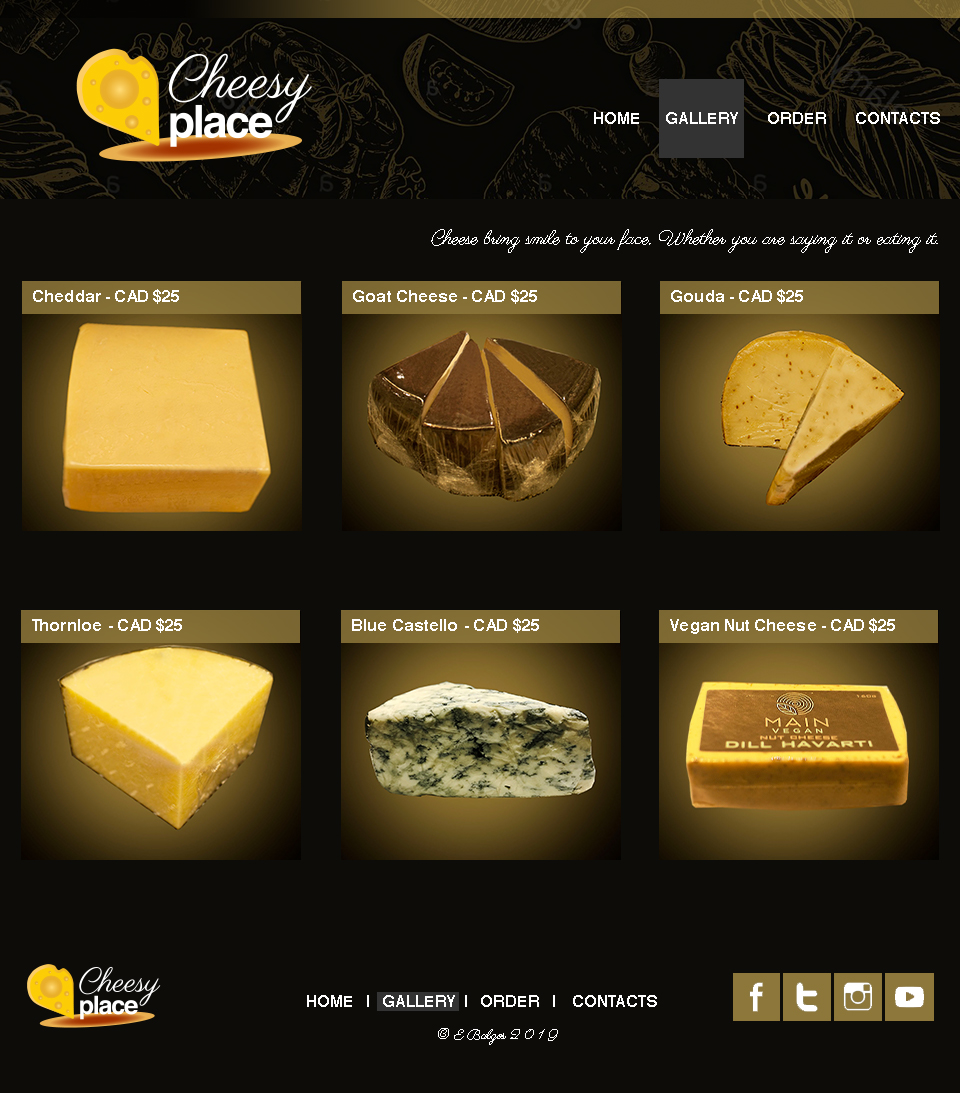 Cheesy
place
HOME GALLERY ORDER CONTACTS
Cheese bring smile to your face. Whether you are saying it or eating it.
Cheddar - CAD $25
Goat Cheese - CAD $25
Gouda - CAD $25
Thornloe - CAD $25
Blue Castello - CAD $25
Vegan Nut Cheese - CAD $25
MAIN
VEGAN
NUT CHEESE
DILL HAVARTI
Cheesy
place
HOME | GALLERY | ORDER | CONTACTS
© E Balzos 2019